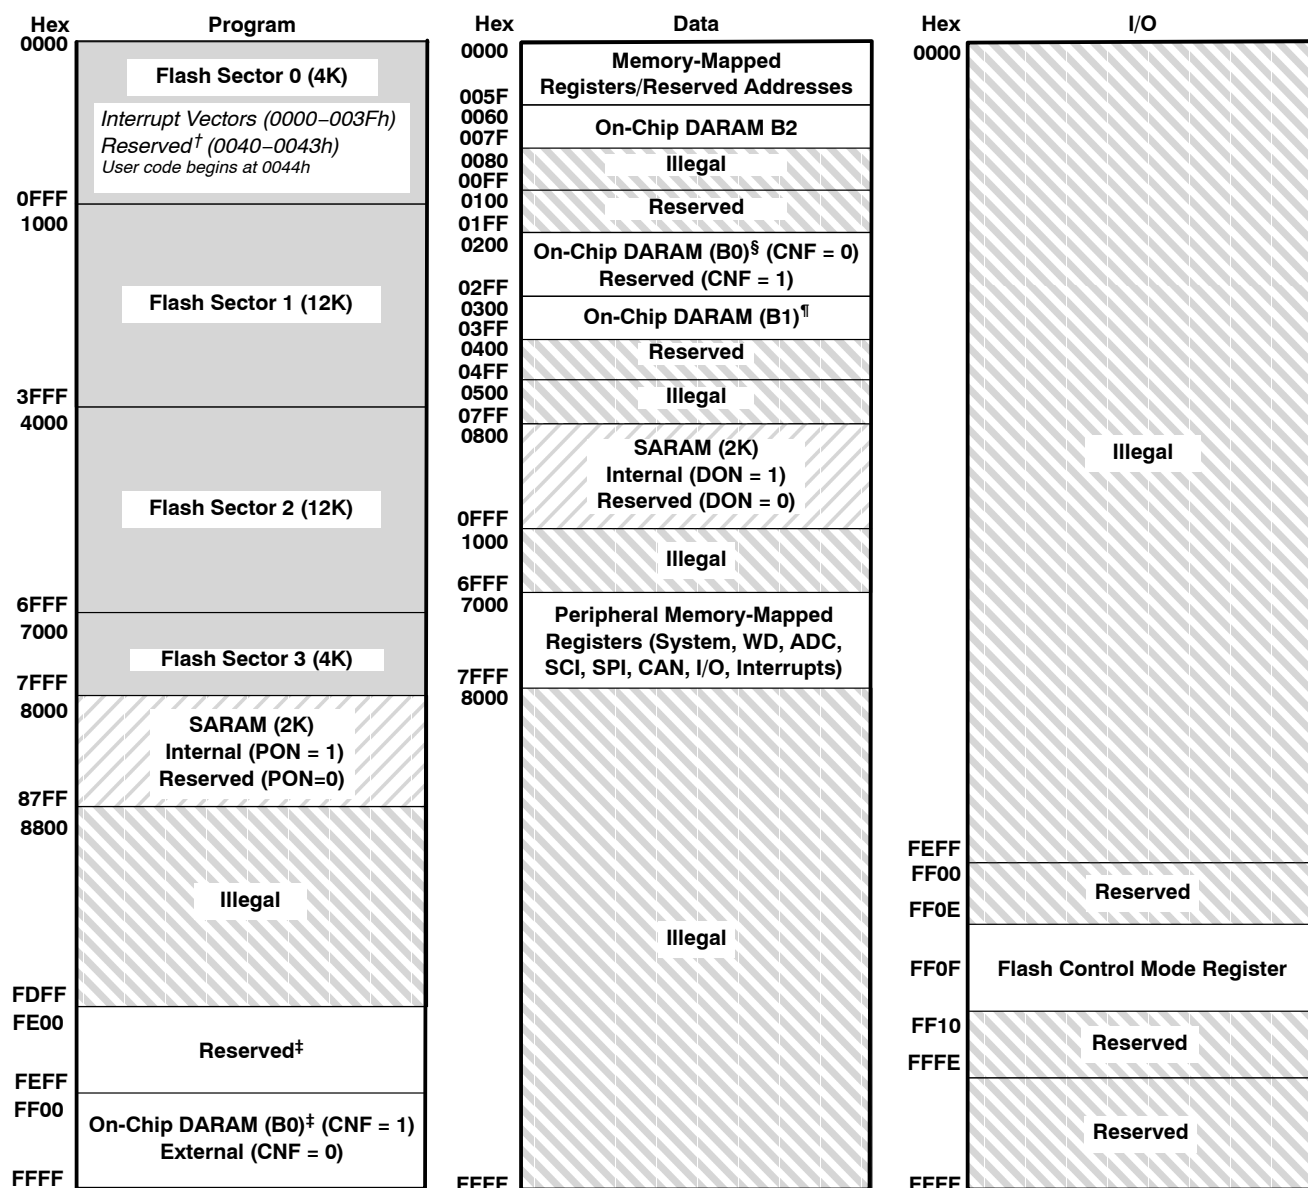 Hex Program
0000
Flash Sector 0 (4K)
Interrupt Vectors (0000–003Fh)
Reserved† (0040–0043h)
User code begins at 0044h
0FFF
1000
Flash Sector 1 (12K)
3FFF
4000
Flash Sector 2 (12K)
6FFF
7000
Flash Sector 3 (4K)
7FFF
8000
SARAM (2K)
Internal (PON = 1)
Reserved (PON=0)
87FF
8800
Illegal
FDFF
FE00
Reserved‡
FEFF
FF00
On-Chip DARAM (B0)‡ (CNF = 1)
External (CNF = 0)
FFFF
Hex Data
0000
Memory-Mapped
Registers/Reserved Addresses
005F
0060
On-Chip DARAM B2
007F
0080
Illegal
00FF
0100
Reserved
01FF
0200
On-Chip DARAM (B0)§ (CNF = 0)
Reserved (CNF = 1)
02FF
0300
On-Chip DARAM (B1)¶
03FF
0400
Reserved
04FF
0500
Illegal
07FF
0800
SARAM (2K)
Internal (DON = 1)
Reserved (DON = 0)
0FFF
1000
Illegal
6FFF
7000
Peripheral Memory-Mapped
Registers (System, WD, ADC,
SCI, SPI, CAN, I/O, Interrupts)
7FFF
8000
Illegal
FFFF
Hex I/O
0000
Illegal
FEFF
FF00
Reserved
FF0E
FF0F Flash Control Mode Register
FF10
Reserved
FFFE
Reserved
FFFF